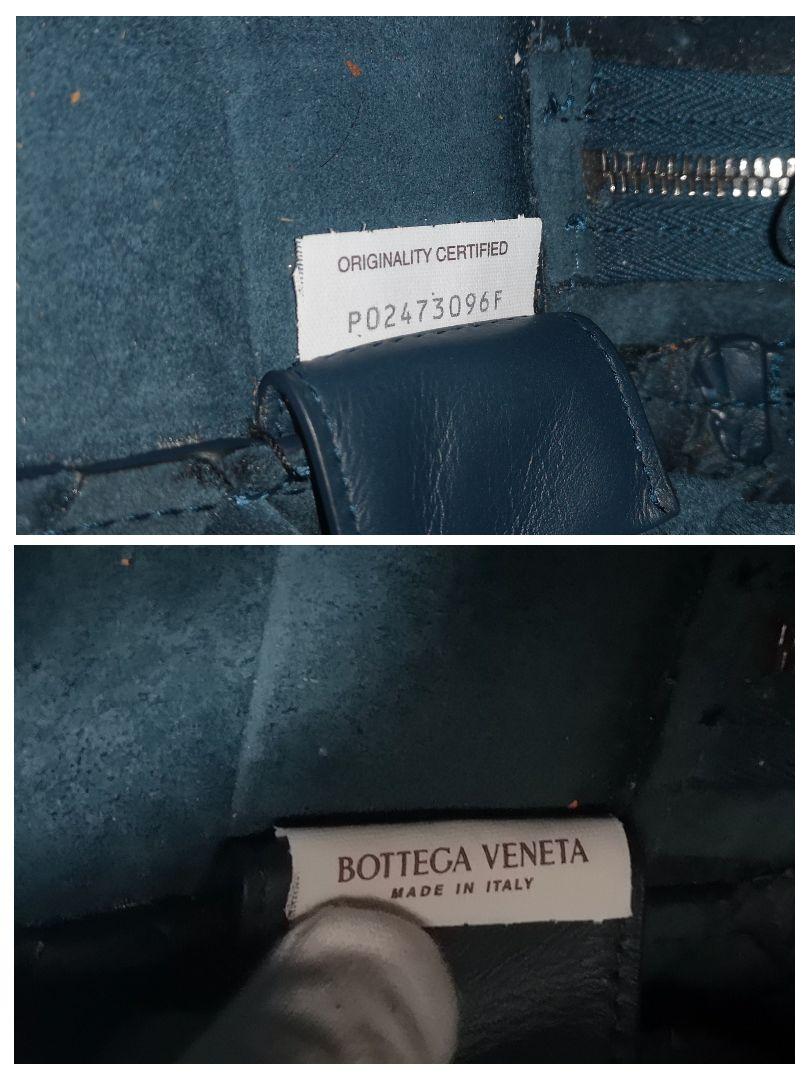 ORIGINALITY CERTIFIED
P02473096F
BOTTEGA VENETA
MADE IN ITALY